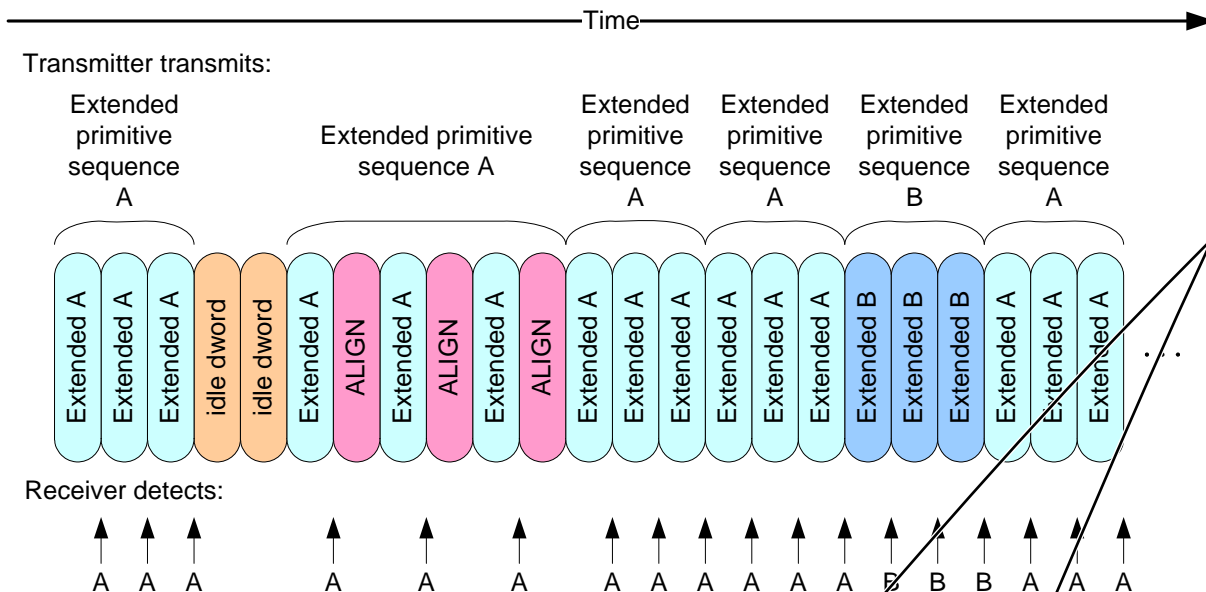 Time
Transmitter transmits:
Extended
primitive
sequence
A
Extended primitive
sequence A
Extended
primitive
sequence
A
Extended
primitive
sequence
A
Extended
primitive
sequence
B
Extended
primitive
sequence
A
Extended A
Extended A
Extended A
idle dword
idle dword
Extended A
ALIGN
Extended A
ALIGN
Extended A
ALIGN
Extended A
Extended A
Extended A
Extended A
Extended A
Extended A
Extended B
Extended B
Extended B
Extended A
Extended A
Extended A
. . .
Receiver detects:
A A A A A A A A A A A A B B B A A A